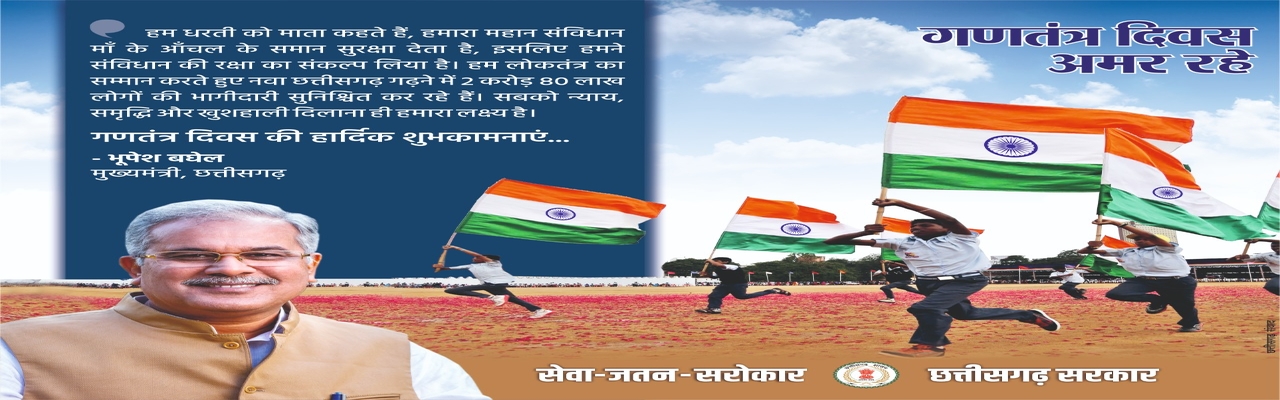 हम धरती को माता कहते हैं, हमारा महान संविधान
माँ के आँचल के समान सुरक्षा देता है, इसलिए हमने
संविधान की रक्षा का संकल्प लिया है। हम लोकतंत्र का
सम्मान करते हुए नवा छत्तीसगढ़ गढ़ने में 2 करोड़ 80 लाख
लोगों की भागीदारी सुनिश्चित कर रहे हैं। सबको न्याय,
समृद्धि और खुशहाली दिलाना ही हमारा लक्ष्य है।
गणतंत्र दिवस की हार्दिक शुभकामनाएं...
- भूपेश बघेल
मुख्यमंत्री, छत्तीसगढ़
गणतंत्र दिवस
अमर रहे
सेवा-जतन-सरोकार
छत्तीसगढ़ सरकार